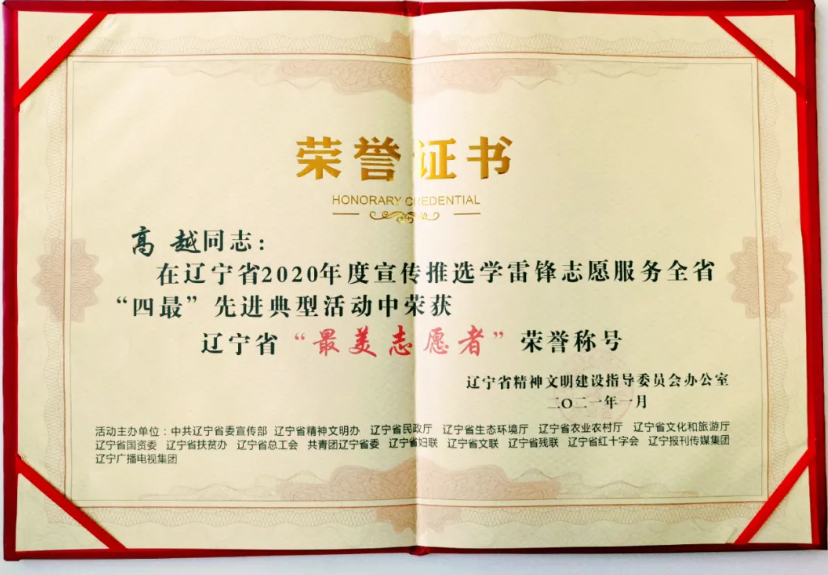 荣誉证书
HONORARY CREDENTIAL
高越同志：
在辽宁省2020年度宣传推选学雷锋志愿服务全省
“四最”先进典型活动中荣获
辽宁省“最美志愿者”荣誉称号
辽宁省精神文明建设指导委员会办公室
二〇二一年一月
活动主办单位：中共辽宁省委宣传部 辽宁省精神文明办 辽宁省民政厅 辽宁省生态环境厅 辽宁省农业农村厅 辽宁省文化和旅游厅
辽宁省国资委 辽宁省扶贫办 辽宁省总工会 共青团辽宁省委 辽宁省妇联 辽宁省文联 辽宁省残联 辽宁省红十字会 辽宁报刊传媒集团
辽宁广播电视集团